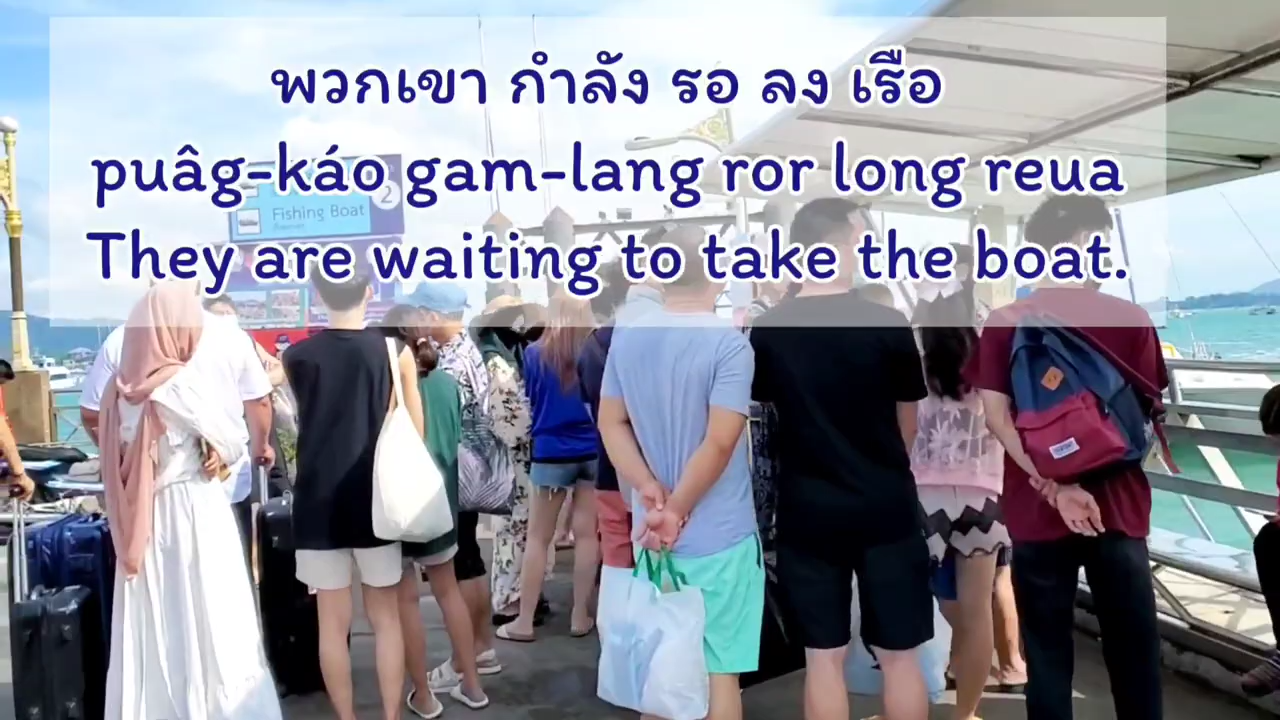 พวกเขา กำลัง รอ ลง เรือ
puâg-káo gam-lang ror long reua
2
Fishing Boat
They are waiting to take the boat.